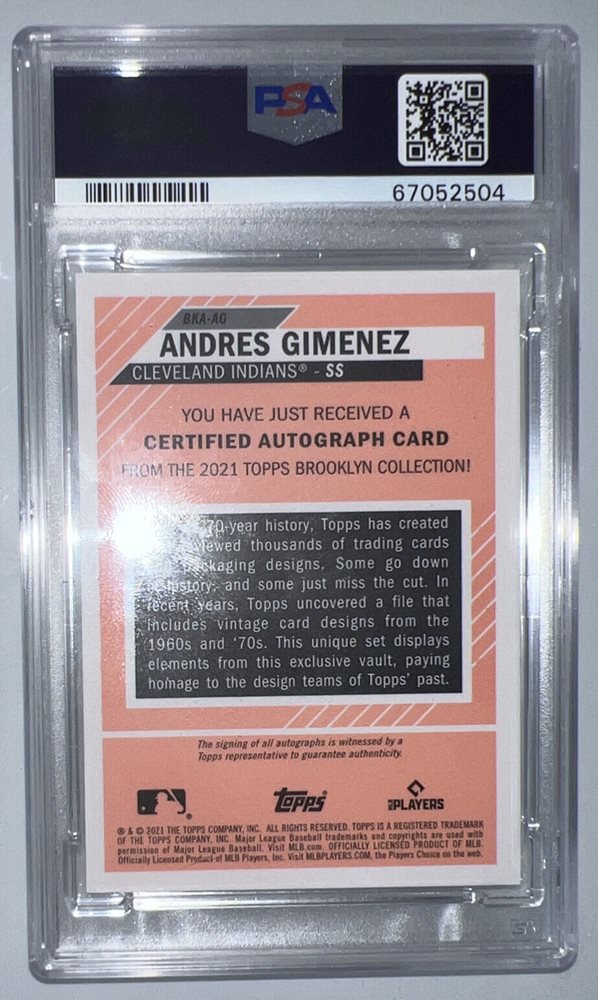 PSA
67052504
BKA-AG
ANDRES GIMENEZ
CLEVELAND INDIANS® - SS
YOU HAVE JUST RECEIVED A
CERTIFIED AUTOGRAPH CARD
FROM THE 2021 TOPPS BROOKLYN COLLECTION!
70-year history, Topps has created
thousands of trading cards
designs. Some go down
history, and some just miss the cut. In
recent years, Topps uncovered a file that
includes vintage card designs from the
1960s and '70s. This unique set displays
elements from this exclusive vault, paying
homage to the design teams of Topps' past.
The signing of all autographs is witnessed by a
Topps representative to guarantee authenticity.
Topps
MLB PLAYERS
® & © 2021 THE TOPPS COMPANY, INC. ALL RIGHTS RESERVED. TOPPS IS A REGISTERED TRADEMARK
OF THE TOPPS COMPANY, INC. Major League Baseball trademarks and copyrights are used with
permission of Major League Baseball. Visit MLB.com. OFFICIALLY LICENSED PRODUCT OF MLB.
Officially Licensed Product of MLB Players, Inc. Visit MLBPLAYERS.COM, the Players Choice on the web.